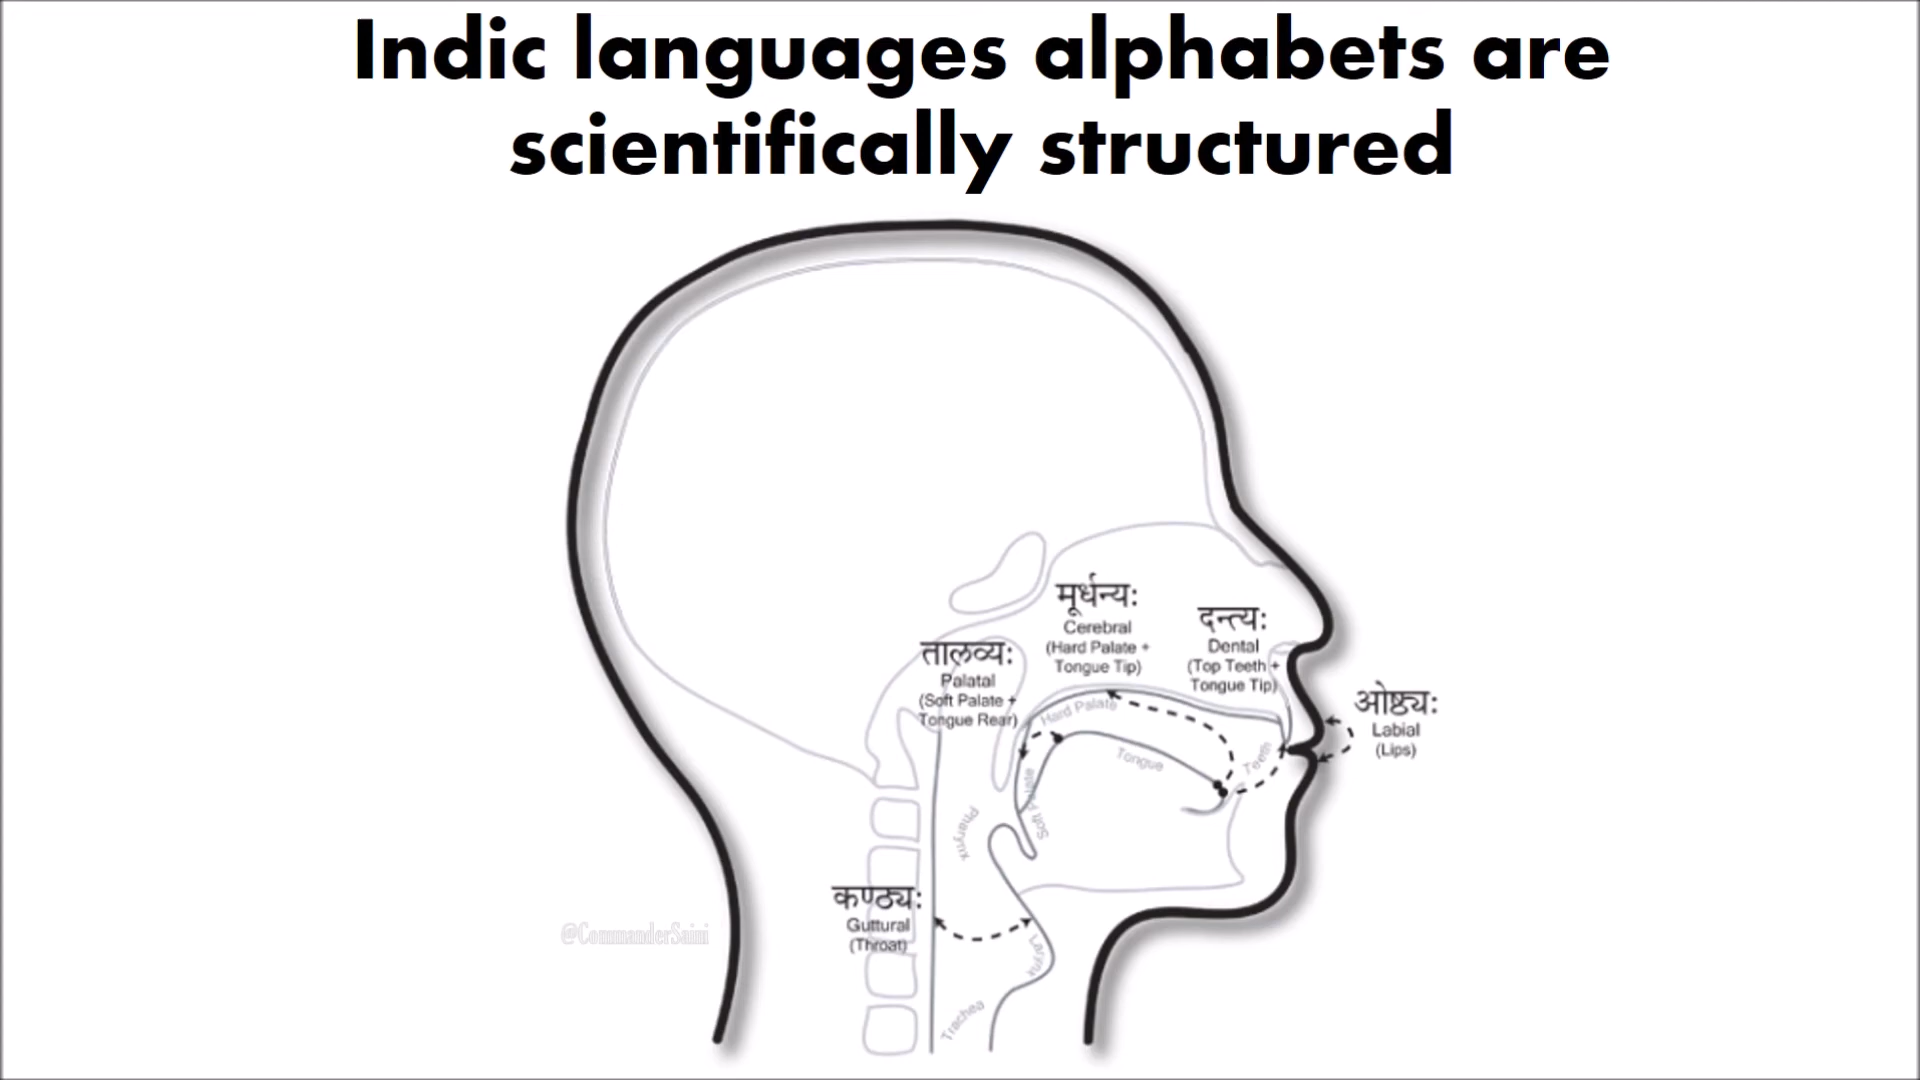 Indic languages alphabets are
scientifically structured
मूर्धन्य:
Cerebral
(Hard Palate +
Tongue Tip)
दन्त्य:
Dental
(Top Teeth +
Tongue Tip)
तालव्य:
Palatal
(Soft Palate +
Tongue Rear)
ओष्ठ्य:
Labial
(Lips)
Hard Palate
Tongue
Teeth
Soft Palate
Pharynx
कण्ठ्य:
Guttural
(Throat)
Larynx
Trachea
@CommanderSaini